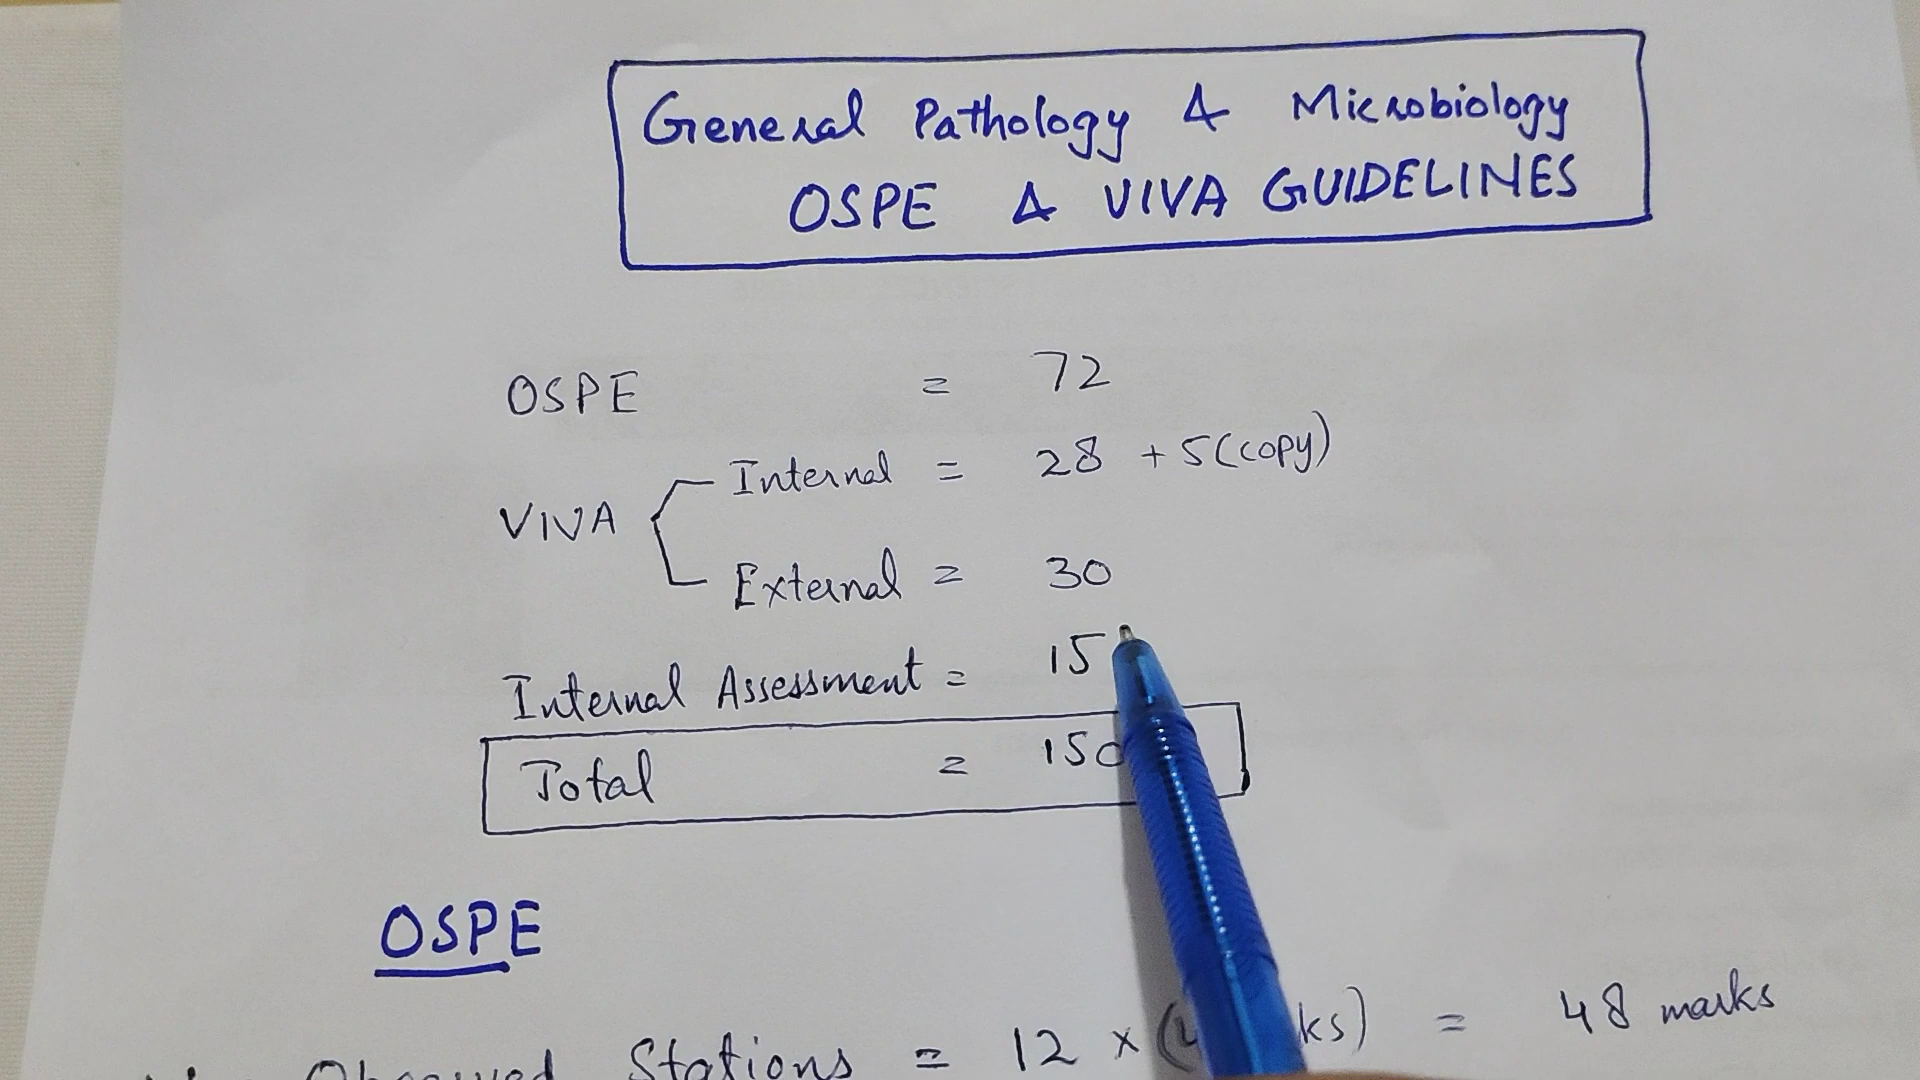 General Pathology & Microbiology
OSPE & VIVA GUIDELINES
OSPE = 72
VIVA
Internal = 28 + 5 (copy)
External = 30
Internal Assessment = 15
Total = 150
OSPE
Stations = 12 x ( ks) = 48 marks